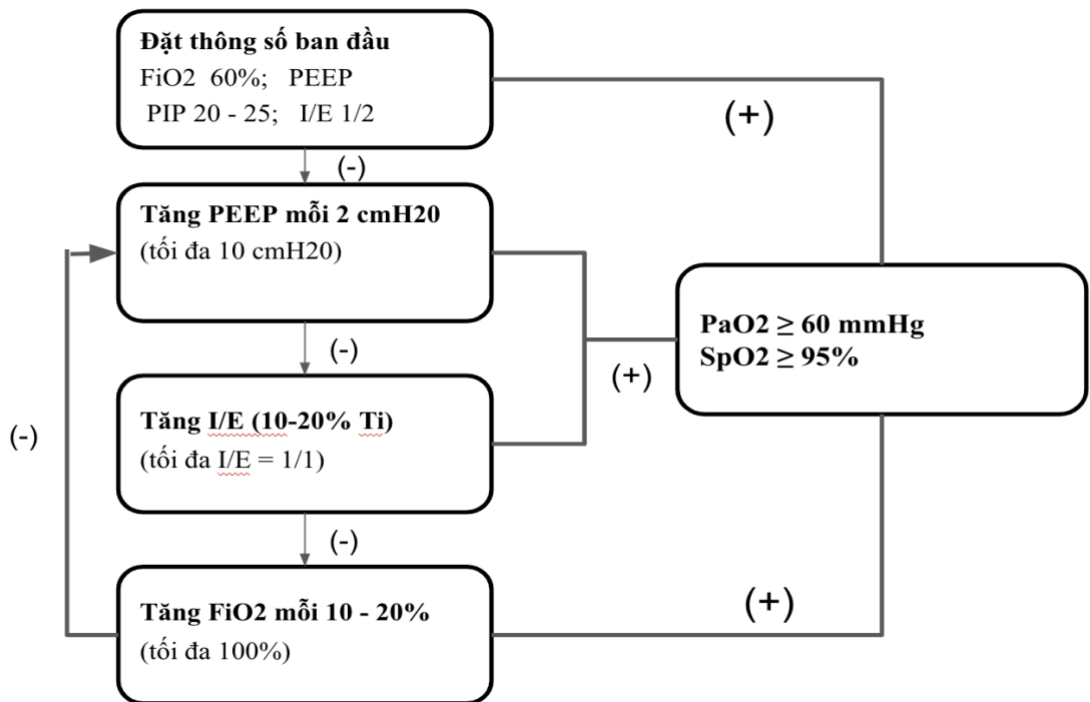 Đặt thông số ban đầu
FiO2 60%; PEEP
PIP 20 - 25; I/E 1/2
(+)
(-)
Tăng PEEP mỗi 2 cmH20
(tối đa 10 cmH20)
(-)
PaO2 ≥ 60 mmHg
SpO2 ≥ 95%
(+)
Tăng I/E (10-20% Ti)
(tối đa I/E = 1/1)
(-)
(-)
Tăng FiO2 mỗi 10 - 20%
(tối đa 100%)
(+)